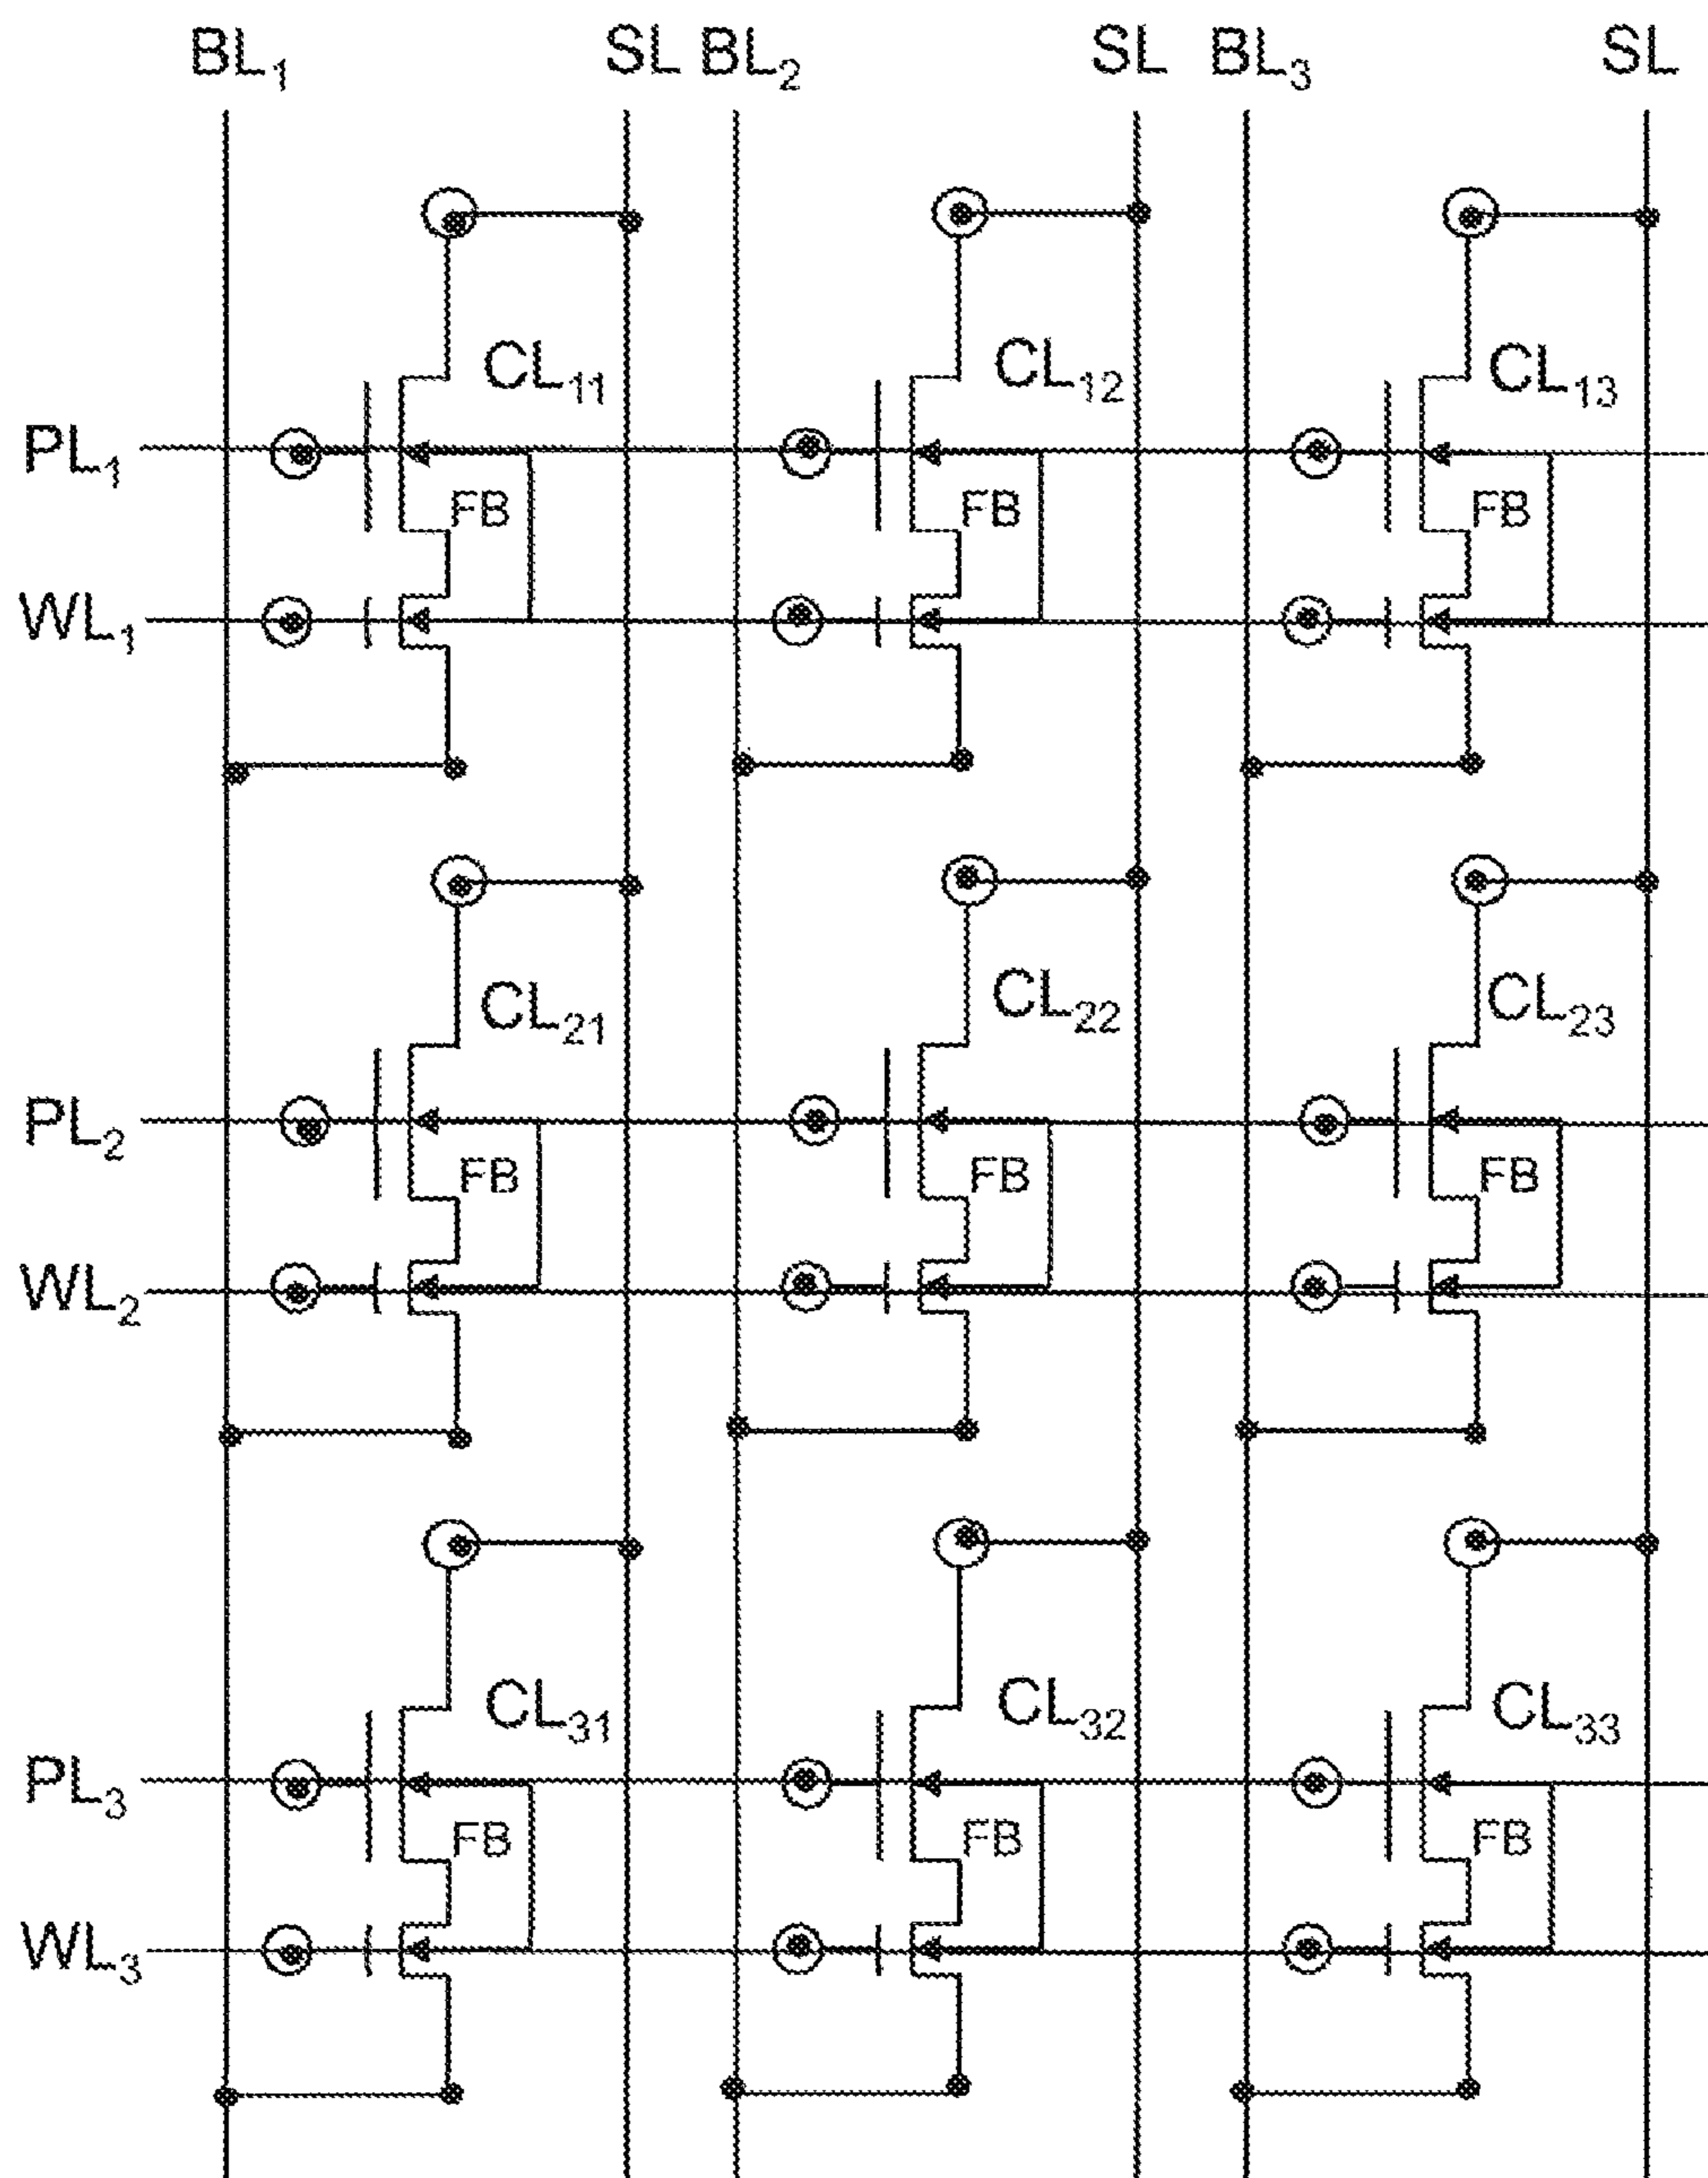 BL₁ SL BL₂ SL BL₃ SL
CL₁₁ CL₁₂ CL₁₃
PL₁
FB FB FB
WL₁
CL₂₁ CL₂₂ CL₂₃
PL₂
FB FB FB
WL₂
CL₃₁ CL₃₂ CL₃₃
PL₃
FB FB FB
WL₃